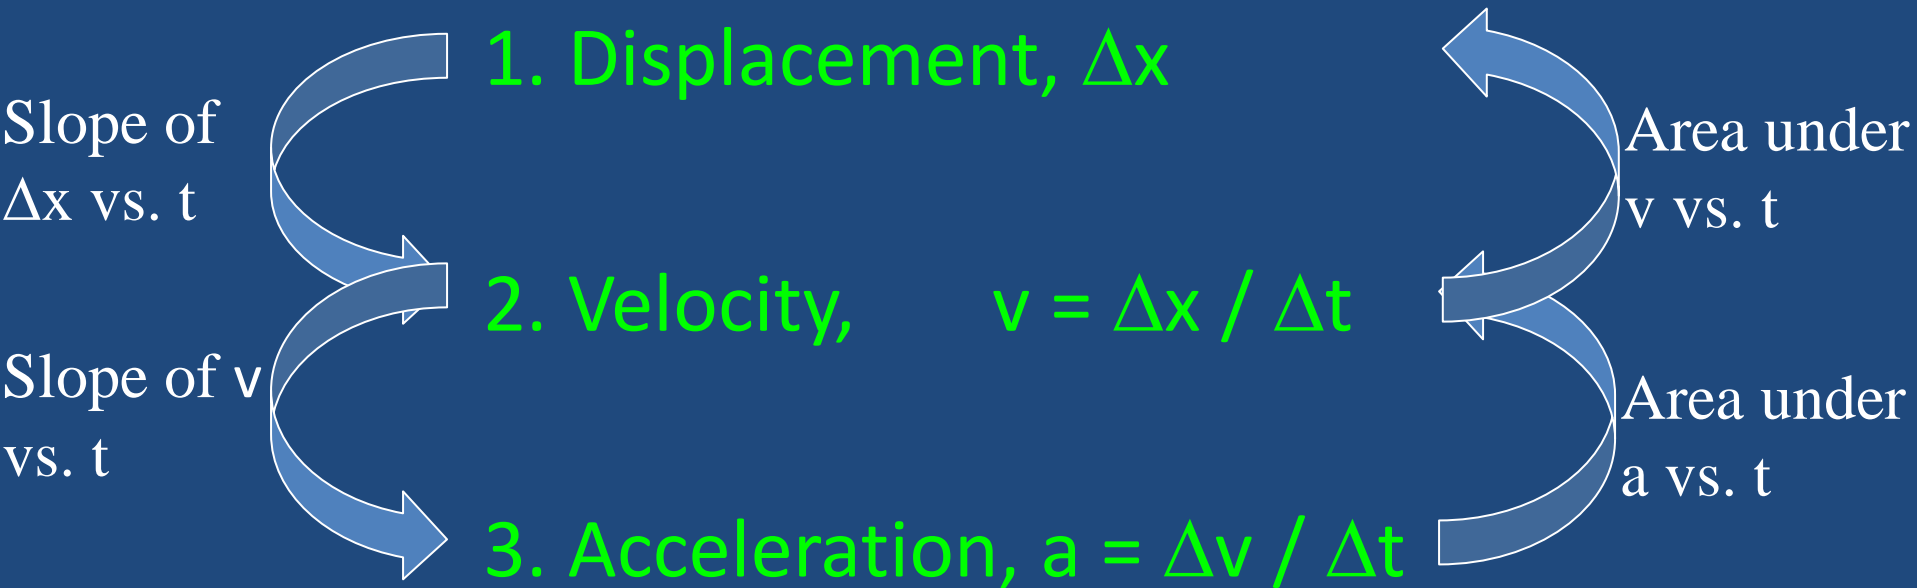 1. Displacement, Δx
Slope of
Δx vs. t
Area under
v vs. t
2. Velocity, v = Δx / Δt
Slope of v
vs. t
Area under
a vs. t
3. Acceleration, a = Δv / Δt